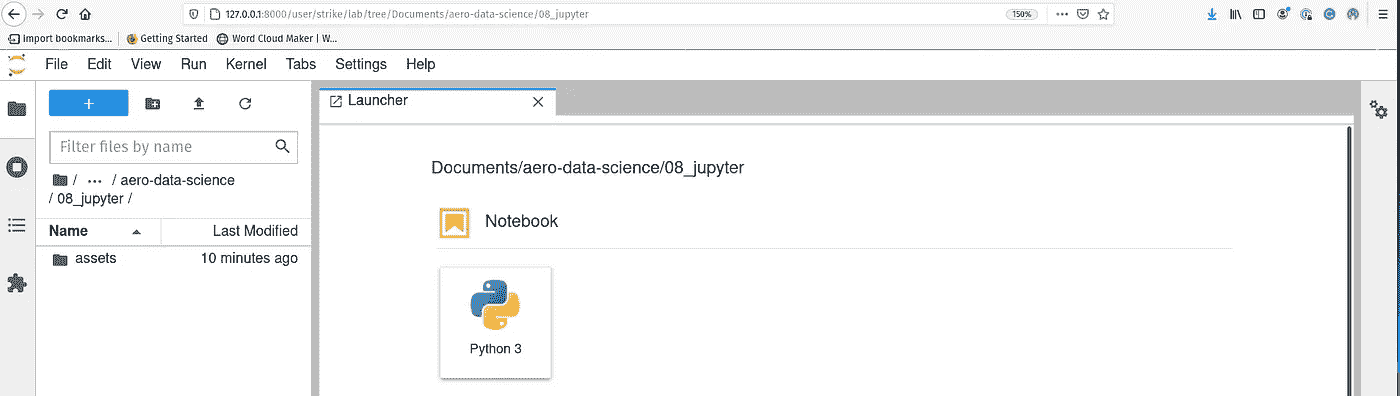 127.0.0.1:8000/user/strike/lab/tree/Documents/aero-data-science/08_jupyter 150%
Import bookmarks... Getting Started Word Cloud Maker | W...
File Edit View Run Kernel Tabs Settings Help
+
Launcher
Filter files by name
/ ... / aero-data-science
/ 08_jupyter /
Name Last Modified
assets 10 minutes ago
Documents/aero-data-science/08_jupyter
Notebook
Python 3